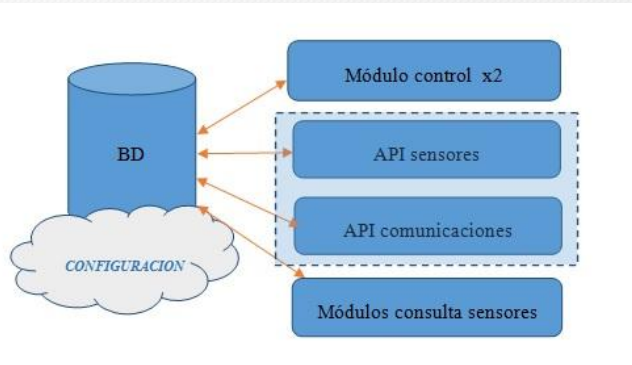 Módulo control x2
BD
API sensores
API comunicaciones
CONFIGURACION
Módulos consulta sensores